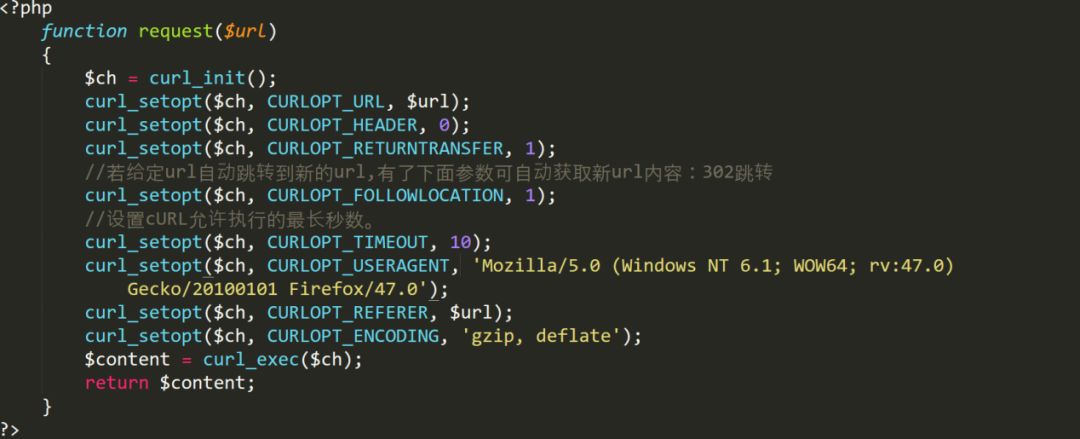 <?php
function request($url)
{
$ch = curl_init();
curl_setopt($ch, CURLOPT_URL, $url);
curl_setopt($ch, CURLOPT_HEADER, 0);
curl_setopt($ch, CURLOPT_RETURNTRANSFER, 1);
//若给定url自动跳转到新的url,有了下面参数可自动获取新url内容：302跳转
curl_setopt($ch, CURLOPT_FOLLOWLOCATION, 1);
//设置cURL允许执行的最长秒数。
curl_setopt($ch, CURLOPT_TIMEOUT, 10);
curl_setopt($ch, CURLOPT_USERAGENT, 'Mozilla/5.0 (Windows NT 6.1; WOW64; rv:47.0)
Gecko/20100101 Firefox/47.0');
curl_setopt($ch, CURLOPT_REFERER, $url);
curl_setopt($ch, CURLOPT_ENCODING, 'gzip, deflate');
$content = curl_exec($ch);
return $content;
}
?>